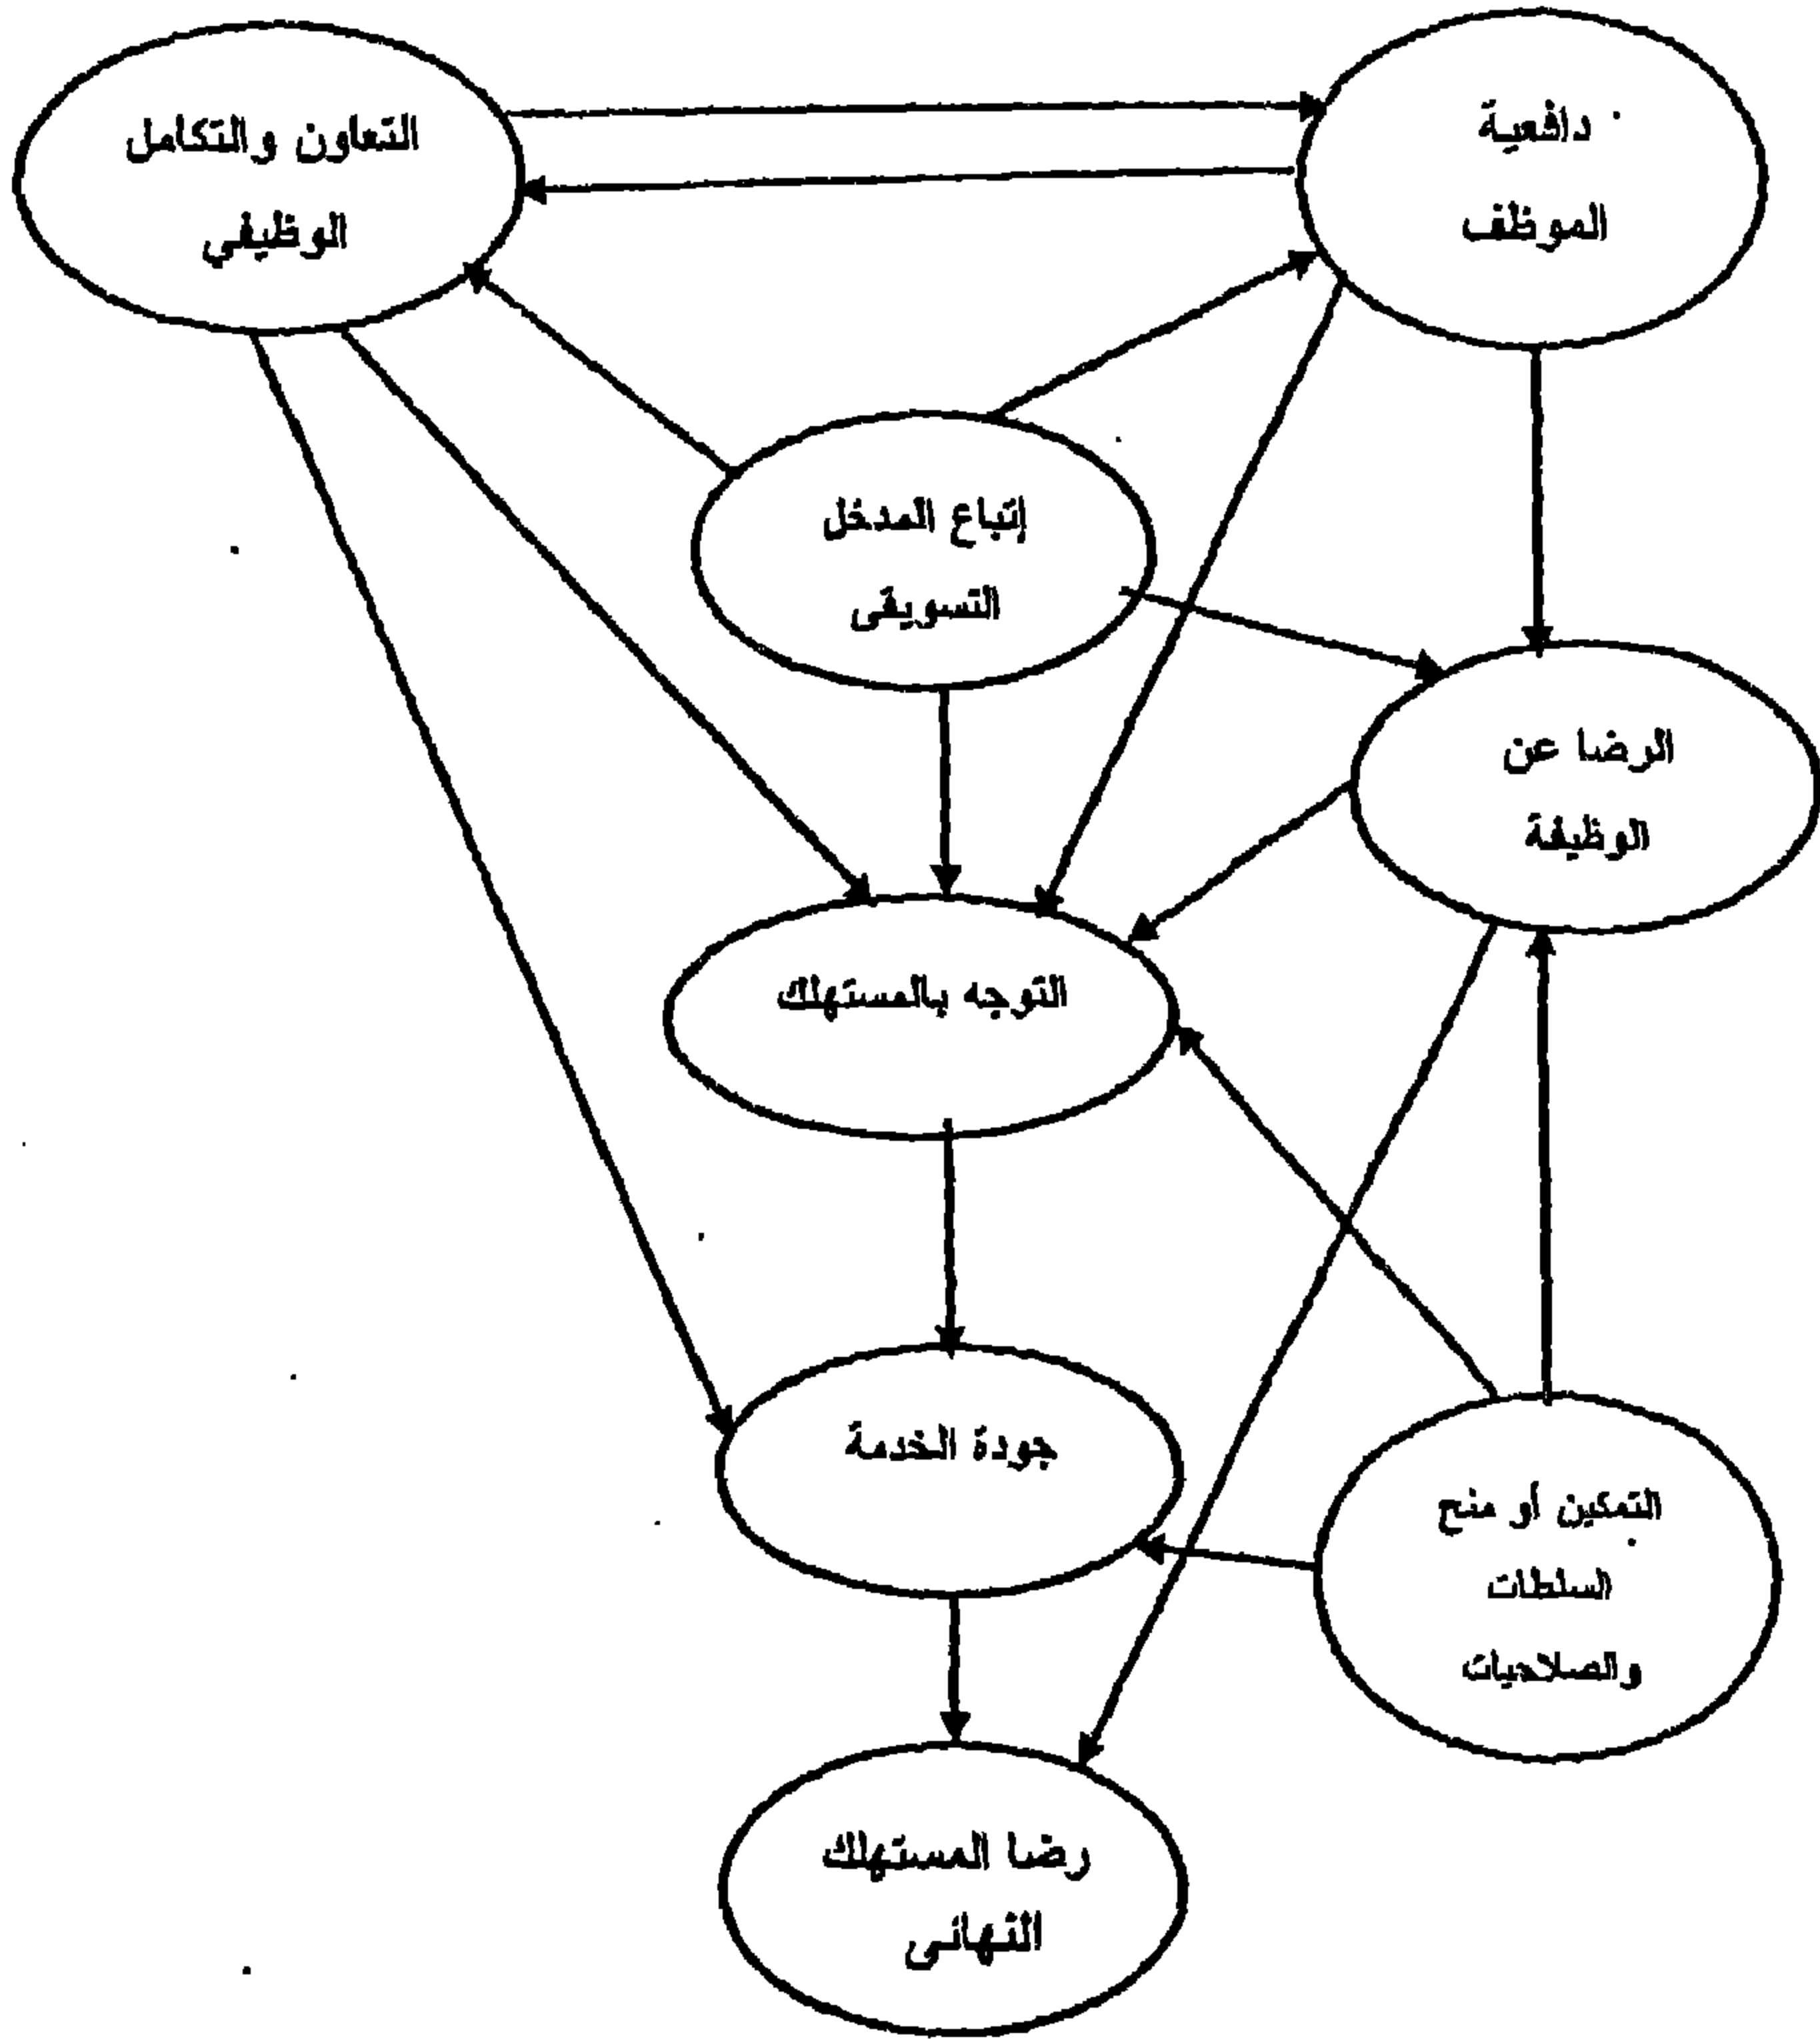 دافعية
الموظف
التعاون والتكامل
الوظيفي
إتباع المدخل
التسويقى
الرضا عن
الوظيفة
التوجه بالمستهلك
جودة الخدمة
التمكين أو منح
السلطات
والصلاحيات
رضا المستهلك
النهائى